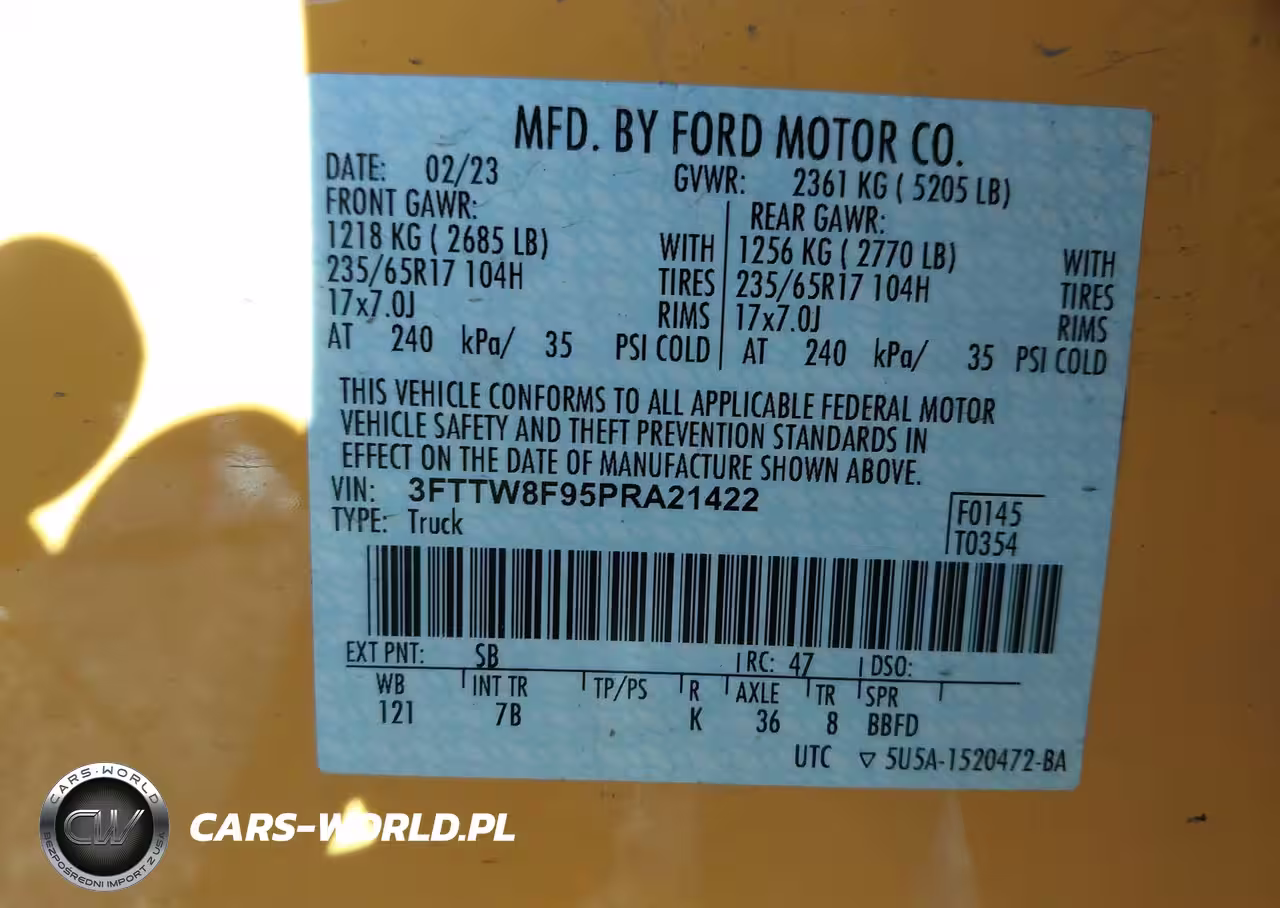 MFD. BY FORD MOTOR CO.
DATE: 02/23 GVWR: 2361 KG ( 5205 LB)
FRONT GAWR: REAR GAWR:
1218 KG ( 2685 LB) WITH 1256 KG ( 2770 LB) WITH
235/65R17 104H TIRES 235/65R17 104H TIRES
17x7.0J RIMS 17x7.0J RIMS
AT 240 kPa/ 35 PSI COLD AT 240 kPa/ 35 PSI COLD
THIS VEHICLE CONFORMS TO ALL APPLICABLE FEDERAL MOTOR
VEHICLE SAFETY AND THEFT PREVENTION STANDARDS IN
EFFECT ON THE DATE OF MANUFACTURE SHOWN ABOVE.
VIN: 3FTTW8F95PRA21422
TYPE: Truck
F0145
T0354
EXT PNT: SB RC: 47 DSO:
WB INT TR TP/PS R AXLE TR SPR
121 7B K 36 8 BBFD
UTC ▽ 5U5A-1520472-BA
CARS-WORLD
CW
BEZPOŚREDNI IMPORT Z USA
CARS-WORLD.PL